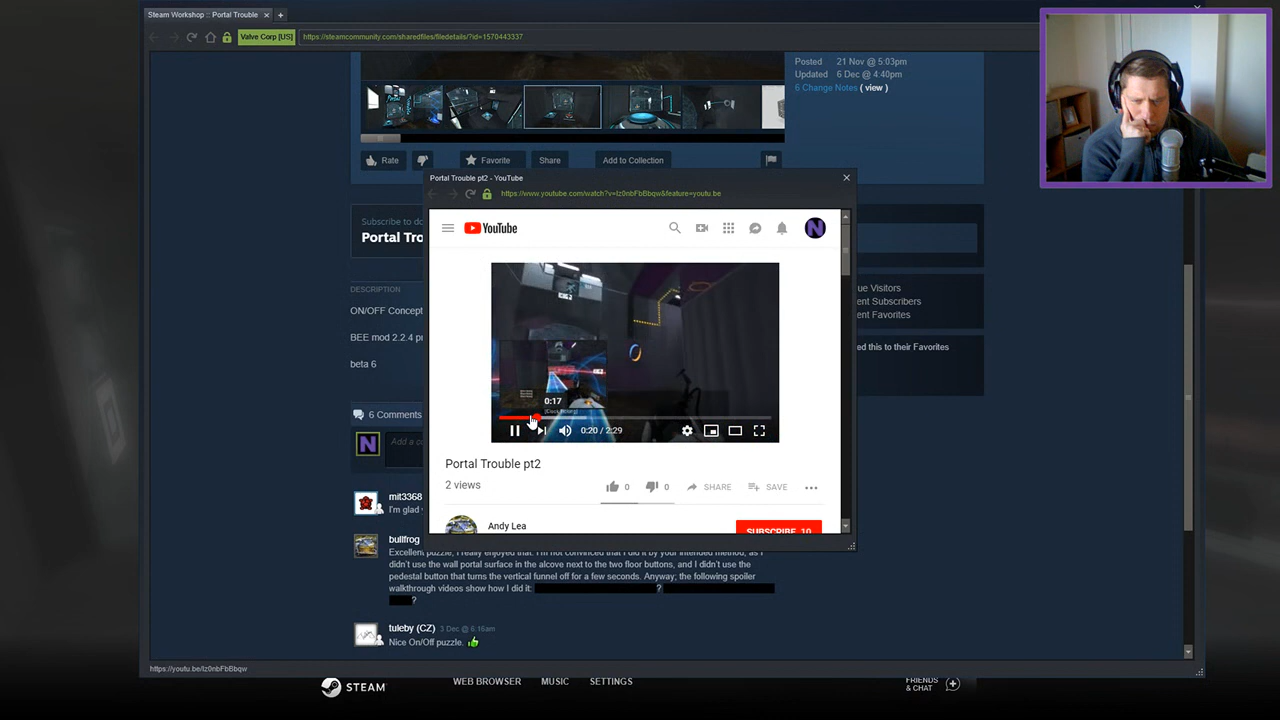 Steam Workshop :: Portal Trouble
Valve Corp [US]
https://steamcommunity.com/sharedfiles/filedetails/?id=1570443337
Posted 21 Nov @ 5:03pm
Updated 6 Dec @ 4:40pm
6 Change Notes ( view )
Rate
Favorite
Share
Add to Collection
Portal Trouble pt2 - YouTube
https://www.youtube.com/watch?v=Iz0nbFbBbqw&feature=youtu.be
YouTube
N
Subscribe to do
Portal Tro
DESCRIPTION
ON/OFF Concept
BEE mod 2.2.4 pr
beta 6
ue Visitors
ent Subscribers
ent Favorites
ed this to their Favorites
0:17
0:20 / 2:29
Portal Trouble pt2
2 views
0
0
SHARE
SAVE
Andy Lea
SUBSCRIBE 10
6 Comments
N
Add a c
mit3368
I'm glad y
bullfrog
Excellent puzzle, I really enjoyed that. I'm not convinced that I did it by your intended method, as I
didn't use the wall portal surface in the alcove next to the two floor buttons, and I didn't use the
pedestal button that turns the vertical funnel off for a few seconds. Anyway; the following spoiler
walkthrough videos show how I did it: ?
?
tuleby (CZ) 3 Dec @ 6:16am
Nice On/Off puzzle.
https://youtu.be/Iz0nbFbBbqw
STEAM
WEB BROWSER
MUSIC
SETTINGS
FRIENDS
& CHAT